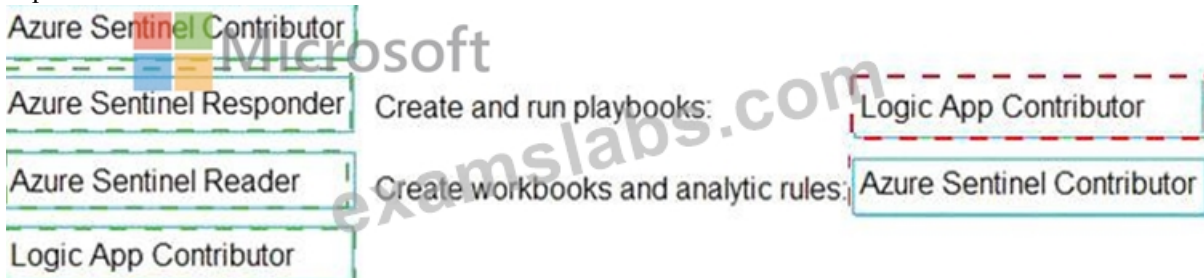 Azure Sentinel Contributor
Microsoft
Azure Sentinel Responder
Create and run playbooks:
Logic App Contributor
examslabs.com
Azure Sentinel Reader
Create workbooks and analytic rules:
Azure Sentinel Contributor
Logic App Contributor